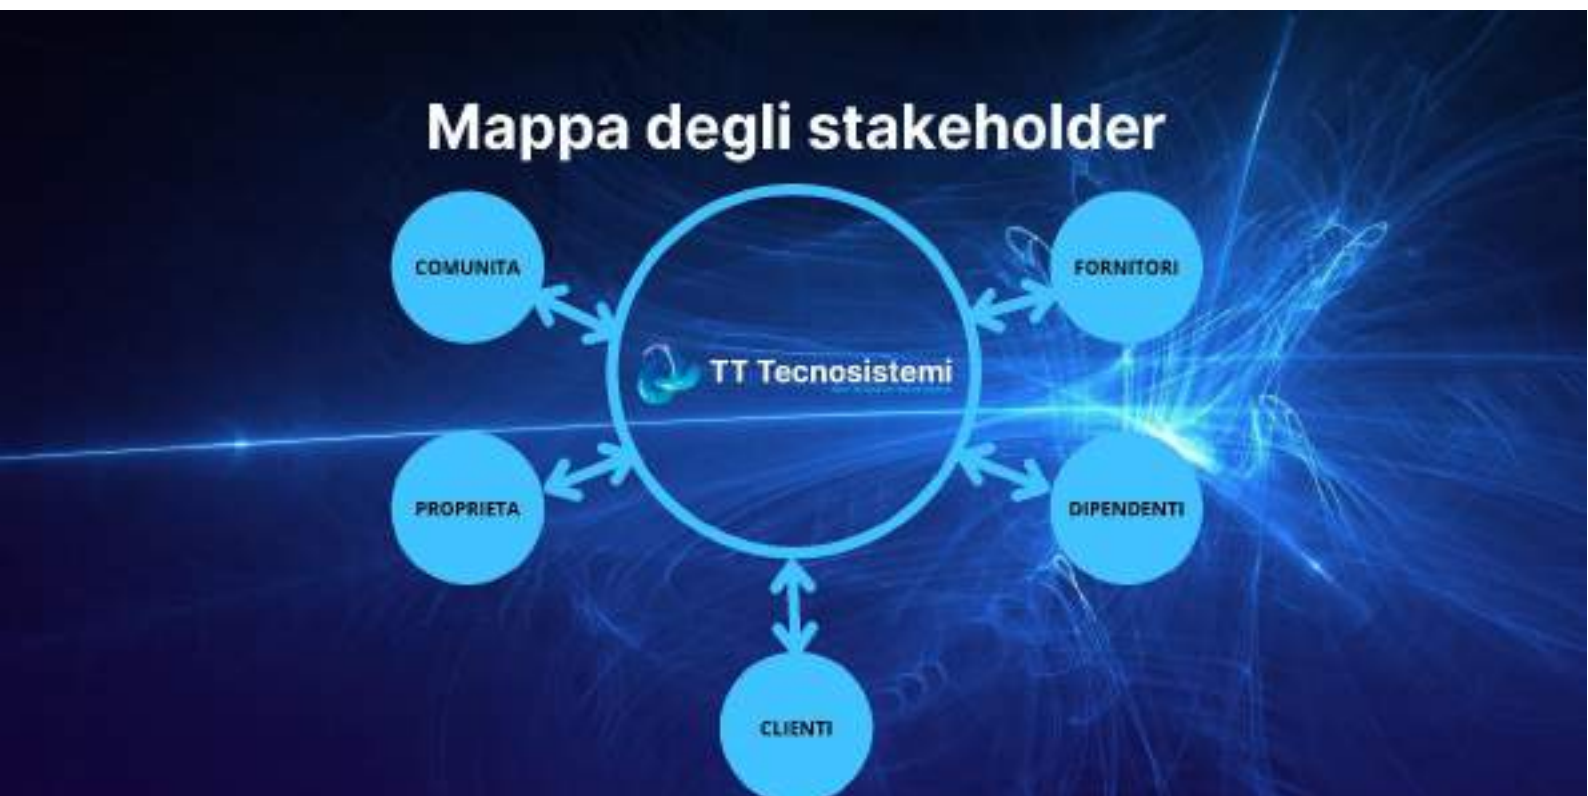 Mappa degli stakeholder
COMUNITA
FORNITORI
TT Tecnosistemi
PROPRIETA
DIPENDENTI
CLIENTI